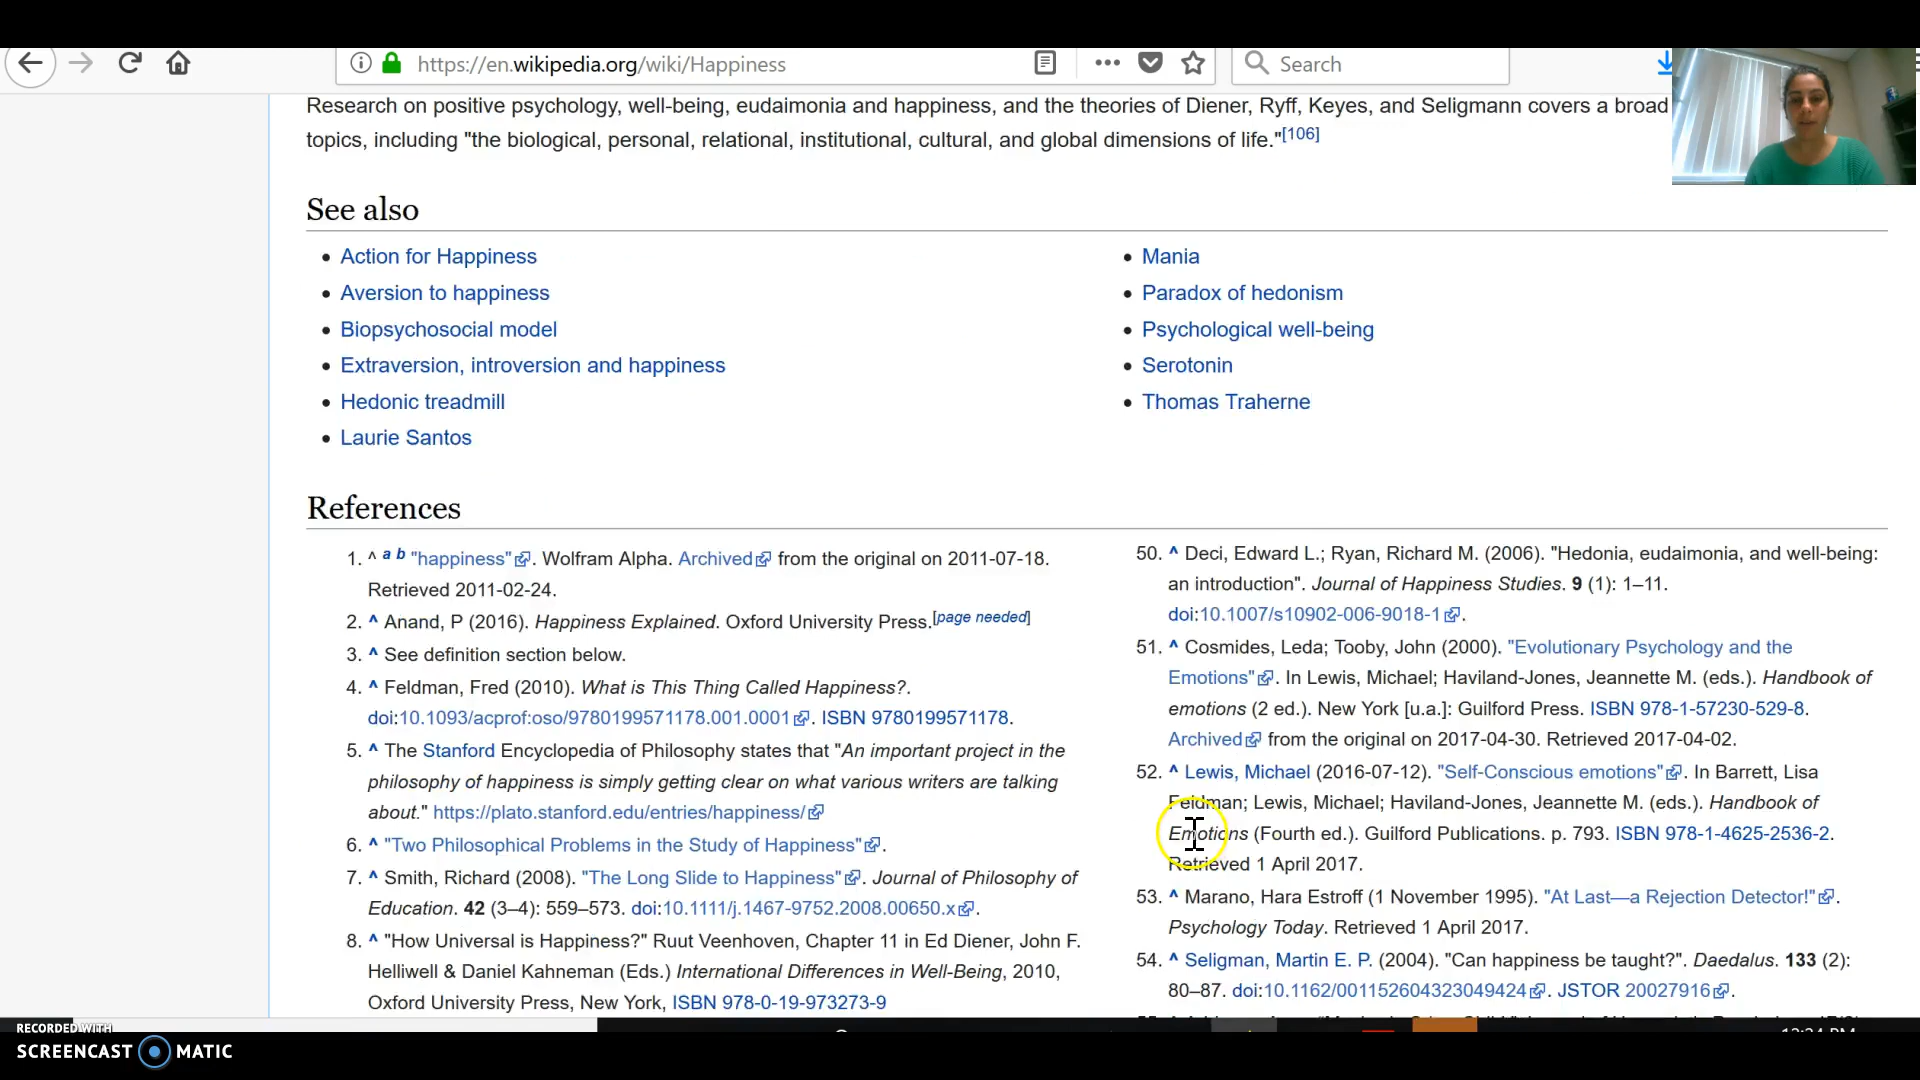 https://en.wikipedia.org/wiki/Happiness
Search
Research on positive psychology, well-being, eudaimonia and happiness, and the theories of Diener, Ryff, Keyes, and Seligmann covers a broad
topics, including "the biological, personal, relational, institutional, cultural, and global dimensions of life."[106]
See also
• Action for Happiness
• Aversion to happiness
• Biopsychosocial model
• Extraversion, introversion and happiness
• Hedonic treadmill
• Laurie Santos
• Mania
• Paradox of hedonism
• Psychological well-being
• Serotonin
• Thomas Traherne
References
1. ^ a b "happiness". Wolfram Alpha. Archived from the original on 2011-07-18.
Retrieved 2011-02-24.
2. ^ Anand, P (2016). Happiness Explained. Oxford University Press.[page needed]
3. ^ See definition section below.
4. ^ Feldman, Fred (2010). What is This Thing Called Happiness?.
doi:10.1093/acprof:oso/9780199571178.001.0001. ISBN 9780199571178.
5. ^ The Stanford Encyclopedia of Philosophy states that "An important project in the
philosophy of happiness is simply getting clear on what various writers are talking
about." https://plato.stanford.edu/entries/happiness/
6. ^ "Two Philosophical Problems in the Study of Happiness".
7. ^ Smith, Richard (2008). "The Long Slide to Happiness". Journal of Philosophy of
Education. 42 (3–4): 559–573. doi:10.1111/j.1467-9752.2008.00650.x.
8. ^ "How Universal is Happiness?" Ruut Veenhoven, Chapter 11 in Ed Diener, John F.
Helliwell & Daniel Kahneman (Eds.) International Differences in Well-Being, 2010,
Oxford University Press, New York, ISBN 978-0-19-973273-9
50. ^ Deci, Edward L.; Ryan, Richard M. (2006). "Hedonia, eudaimonia, and well-being:
an introduction". Journal of Happiness Studies. 9 (1): 1–11.
doi:10.1007/s10902-006-9018-1.
51. ^ Cosmides, Leda; Tooby, John (2000). "Evolutionary Psychology and the
Emotions". In Lewis, Michael; Haviland-Jones, Jeannette M. (eds.). Handbook of
emotions (2 ed.). New York [u.a.]: Guilford Press. ISBN 978-1-57230-529-8.
Archived from the original on 2017-04-30. Retrieved 2017-04-02.
52. ^ Lewis, Michael (2016-07-12). "Self-Conscious emotions". In Barrett, Lisa
Feldman; Lewis, Michael; Haviland-Jones, Jeannette M. (eds.). Handbook of
Emotions (Fourth ed.). Guilford Publications. p. 793. ISBN 978-1-4625-2536-2.
Retrieved 1 April 2017.
53. ^ Marano, Hara Estroff (1 November 1995). "At Last—a Rejection Detector!".
Psychology Today. Retrieved 1 April 2017.
54. ^ Seligman, Martin E. P. (2004). "Can happiness be taught?". Daedalus. 133 (2):
80–87. doi:10.1162/001152604323049424. JSTOR 20027916.
RECORDED WITH
SCREENCAST MATIC